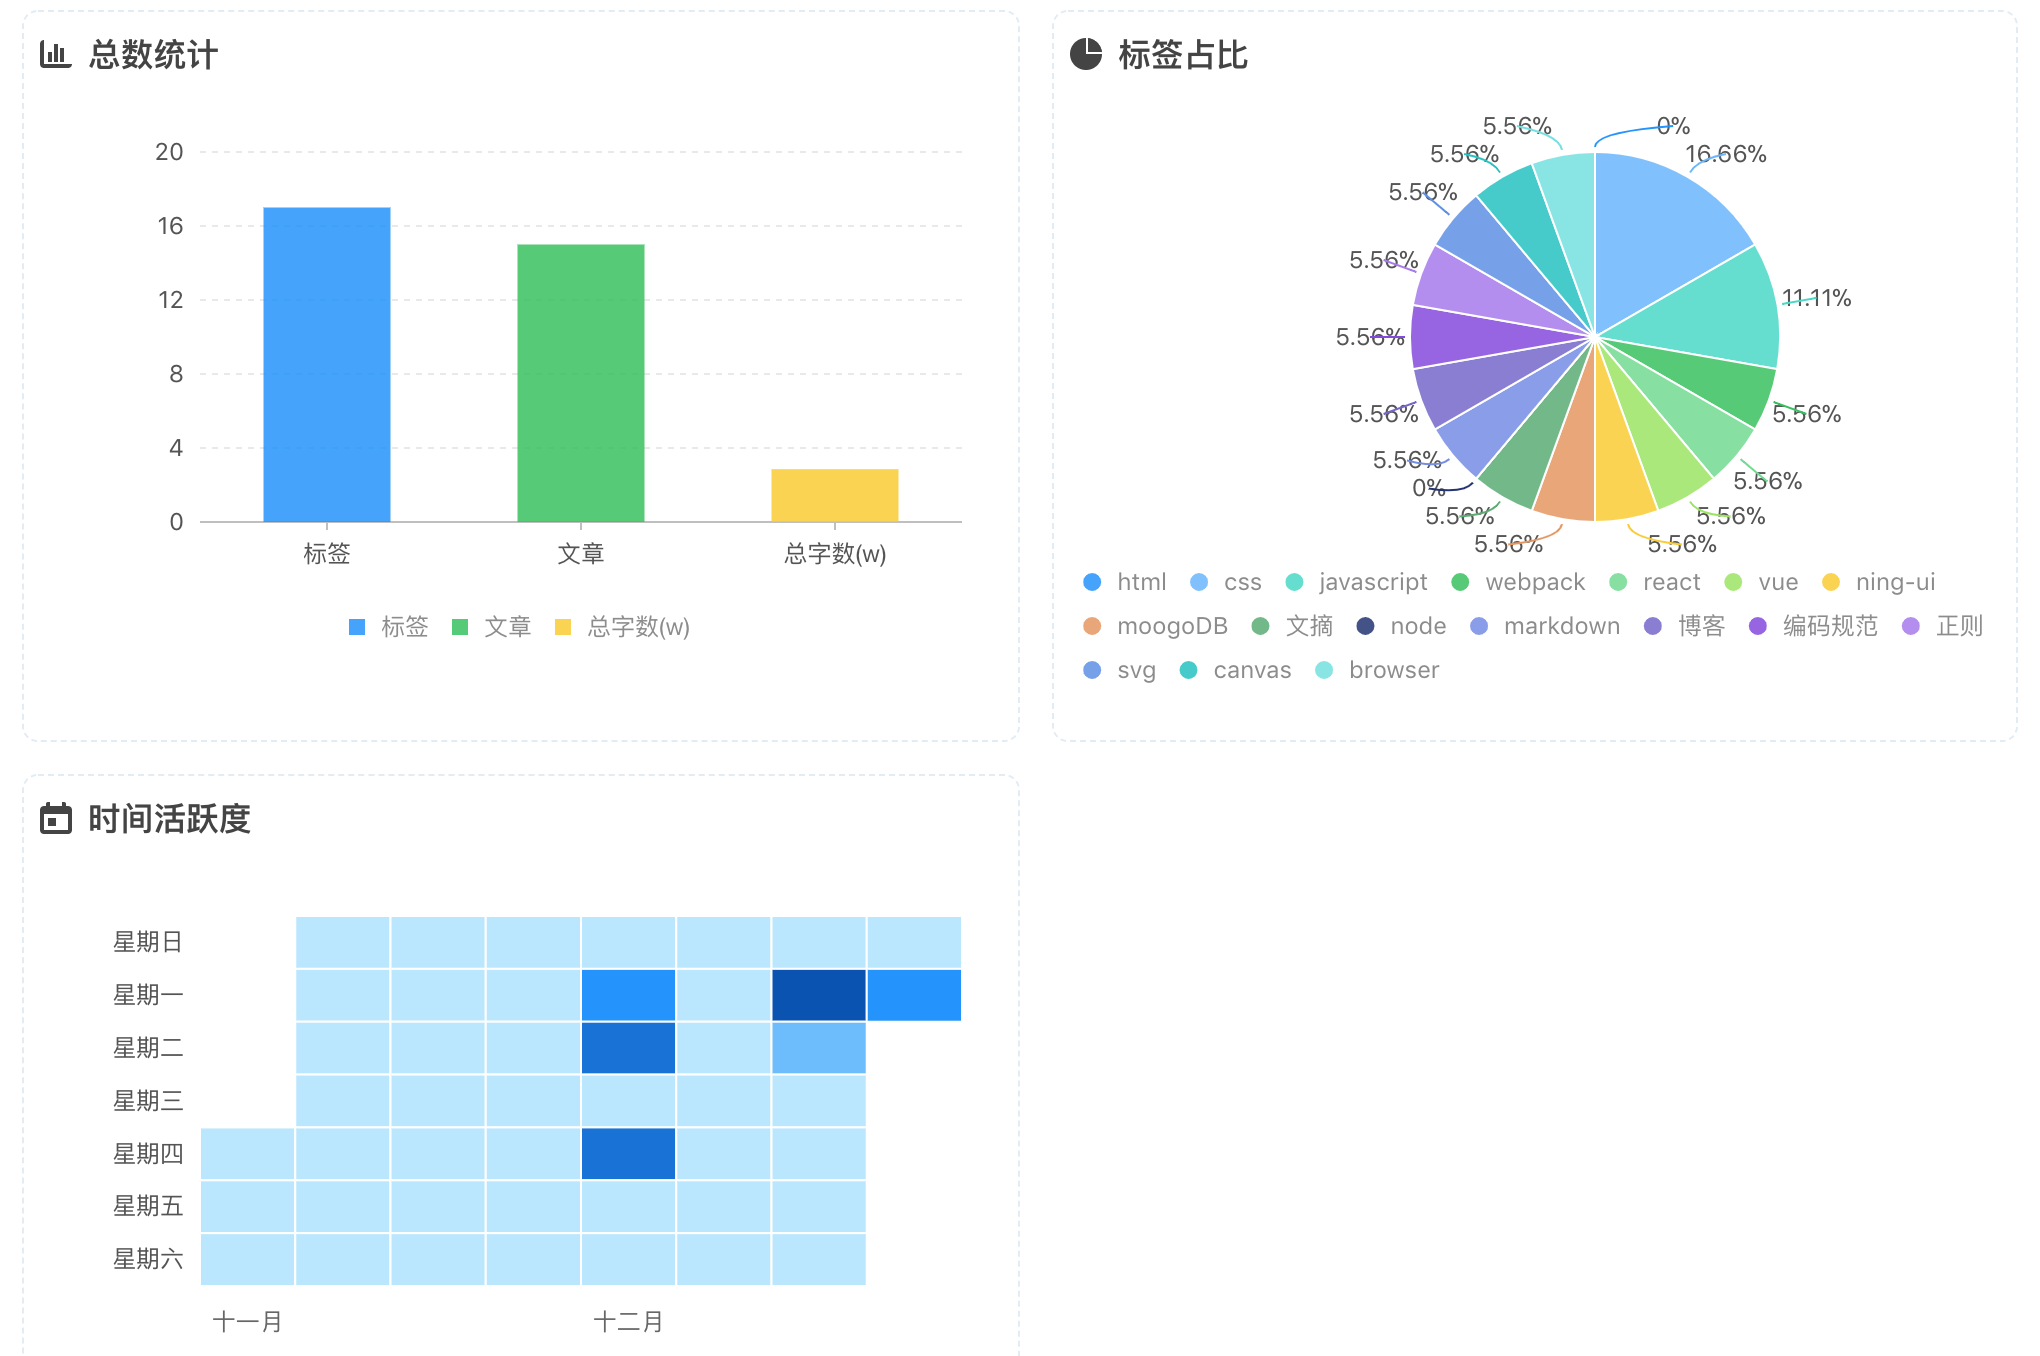 总数统计
20
16
12
8
4
0
标签 文章 总字数(w)
标签 文章 总字数(w)
标签占比
5.56% 0%
5.56% 16.66%
5.56%
5.56%
11.11%
5.56%
5.56% 5.56%
5.56%
5.56%
0%
5.56% 5.56%
5.56% 5.56%
html css javascript webpack react vue ning-ui
moogoDB 文摘 node markdown 博客 编码规范 正则
svg canvas browser
时间活跃度
星期日
星期一
星期二
星期三
星期四
星期五
星期六
十一月 十二月